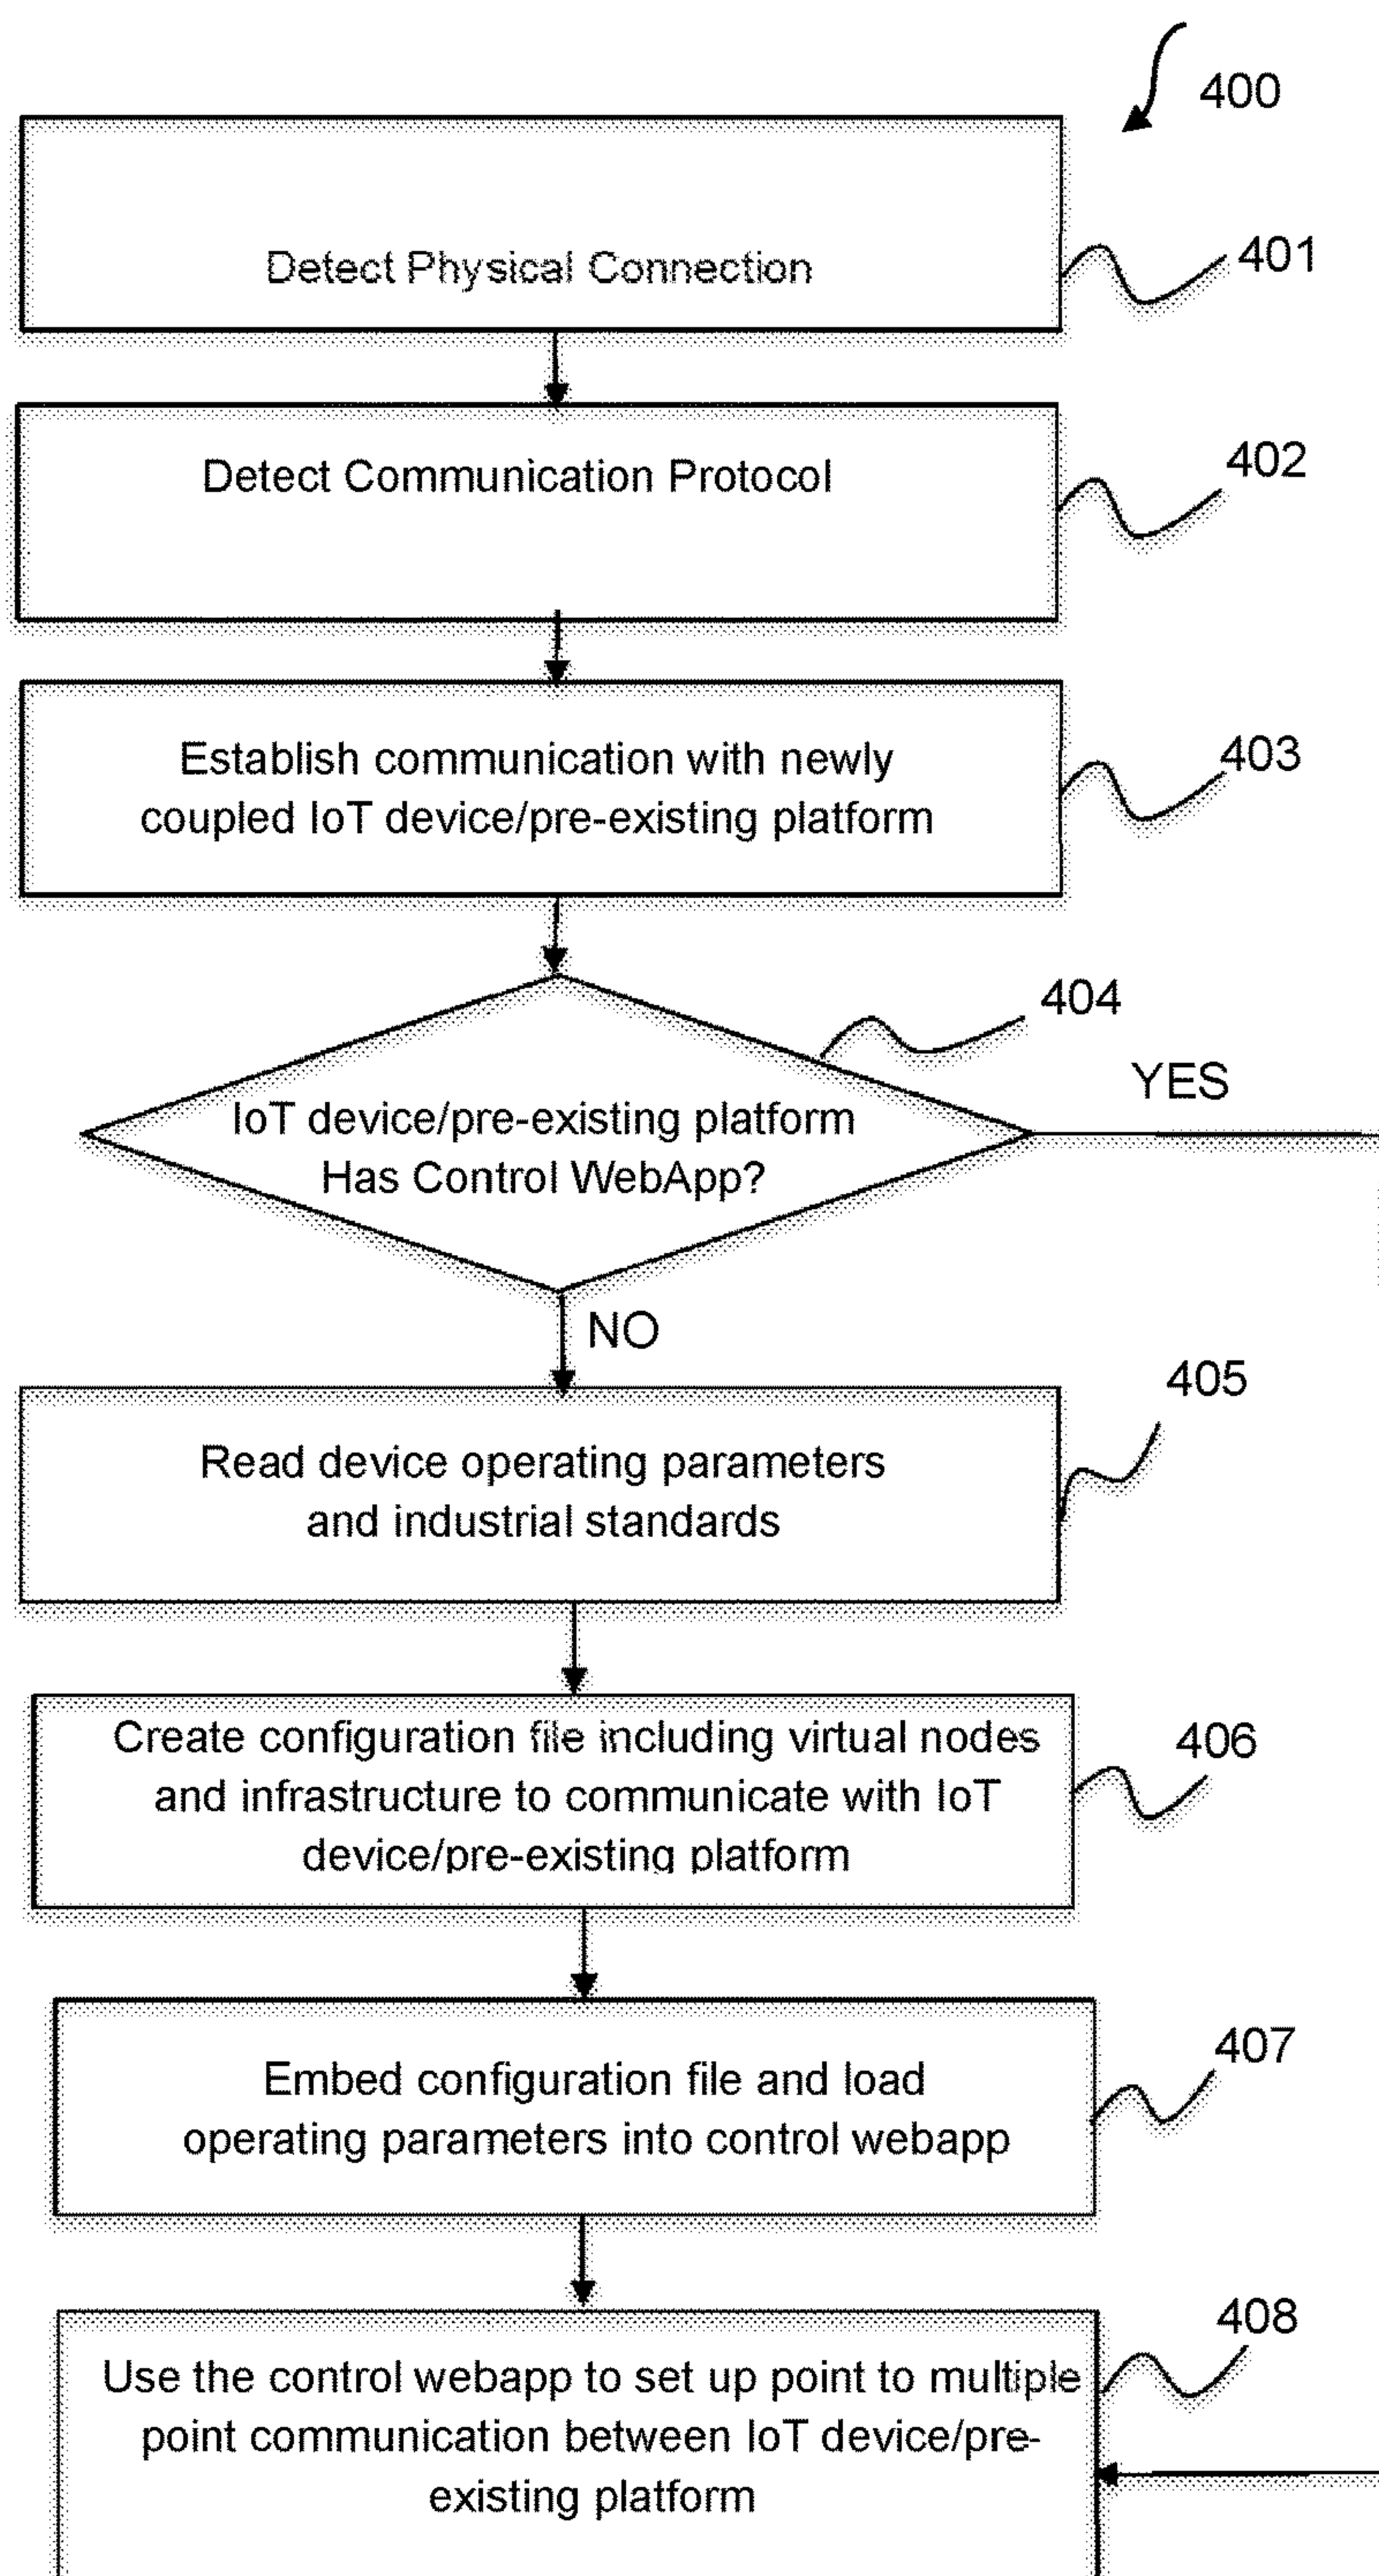 400
Detect Physical Connection
401
Detect Communication Protocol
402
Establish communication with newly
coupled IoT device/pre-existing platform
403
404
YES
IoT device/pre-existing platform
Has Control WebApp?
NO
405
Read device operating parameters
and industrial standards
Create configuration file including virtual nodes
and infrastructure to communicate with IoT
device/pre-existing platform
406
Embed configuration file and load
operating parameters into control webapp
407
408
Use the control webapp to set up point to multiple
point communication between IoT device/pre-
existing platform